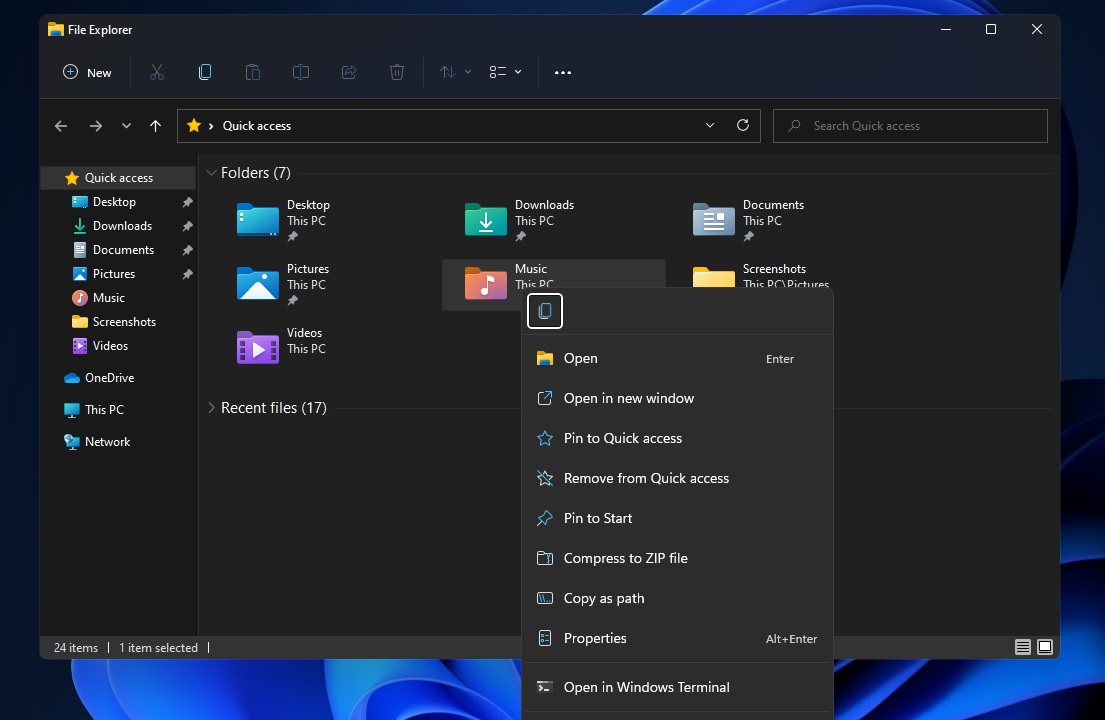 File Explorer
New
Quick access
Search Quick access
Quick access
Desktop
Downloads
Documents
Pictures
Music
Screenshots
Videos
OneDrive
This PC
Network
Folders (7)
Desktop
This PC
Downloads
This PC
Documents
This PC
Pictures
This PC
Music
This PC
Screenshots
This PC\Pictures
Videos
This PC
Recent files (17)
Open Enter
Open in new window
Pin to Quick access
Remove from Quick access
Pin to Start
Compress to ZIP file
Copy as path
Properties Alt+Enter
Open in Windows Terminal
24 items 1 item selected